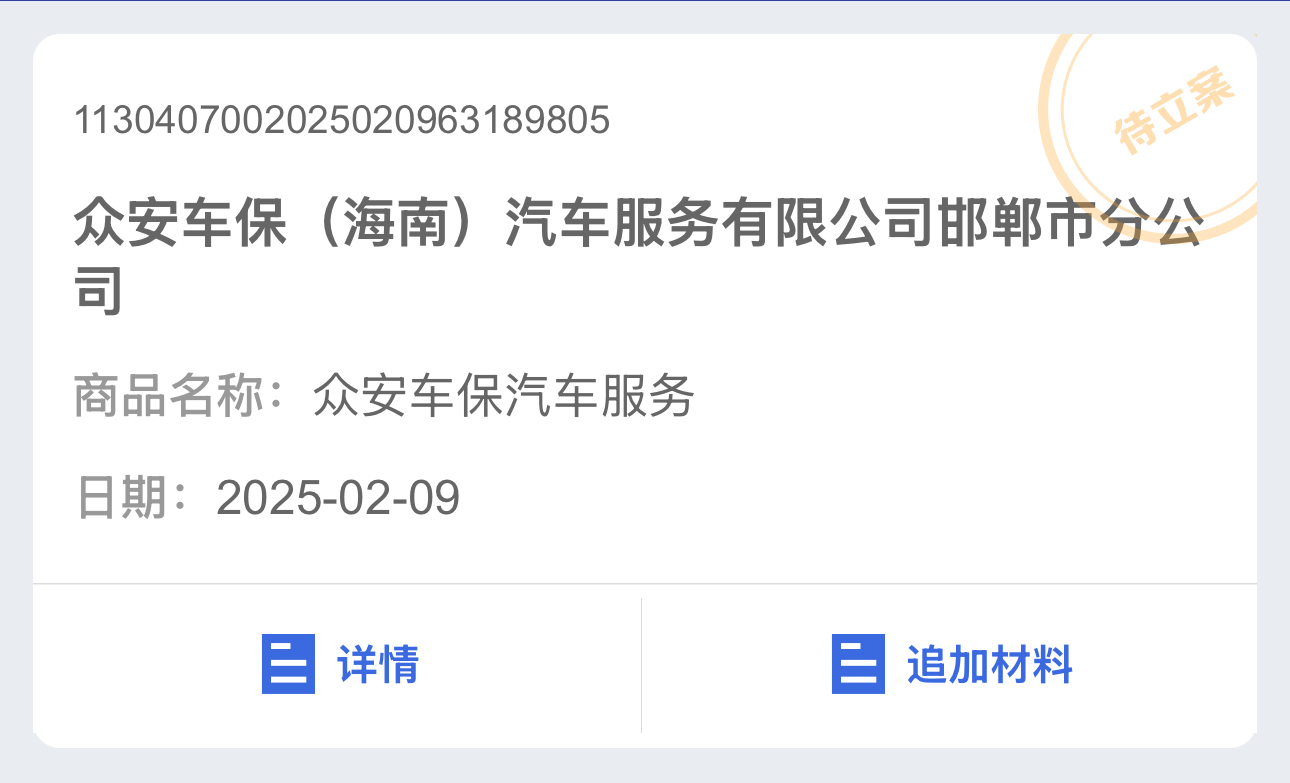 11304070020250209631898​05
待立案
众安车保（海南）汽车服务有限公司邯郸市分公
司
商品名称：众安车保汽车服务
日期：2025-02-09
详情
追加材料